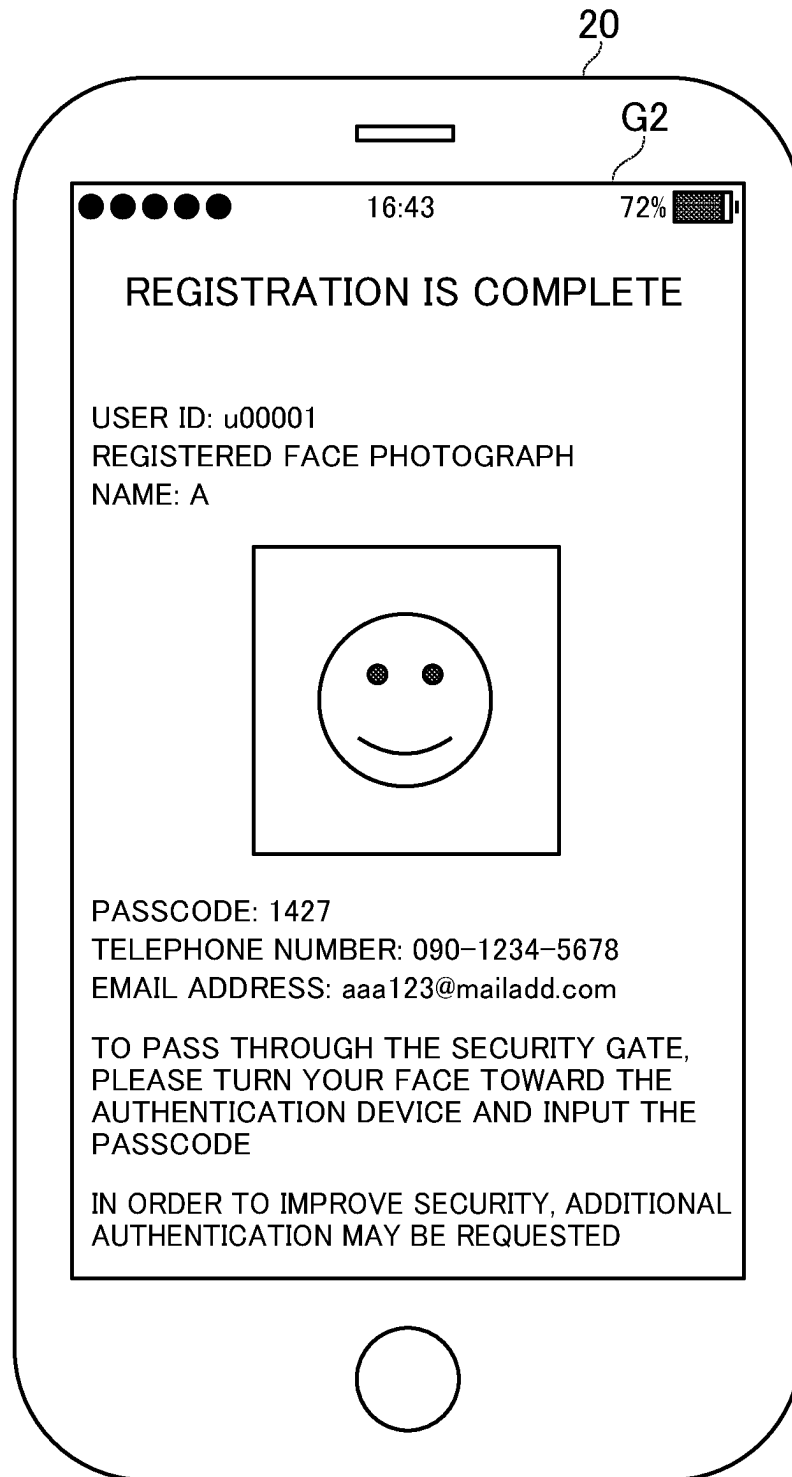 20
G2
16:43
72%
REGISTRATION IS COMPLETE
USER ID: u00001
REGISTERED FACE PHOTOGRAPH
NAME: A
PASSCODE: 1427
TELEPHONE NUMBER: 090-1234-5678
EMAIL ADDRESS: aaa123@mailadd.com
TO PASS THROUGH THE SECURITY GATE,
PLEASE TURN YOUR FACE TOWARD THE
AUTHENTICATION DEVICE AND INPUT THE
PASSCODE
IN ORDER TO IMPROVE SECURITY, ADDITIONAL
AUTHENTICATION MAY BE REQUESTED